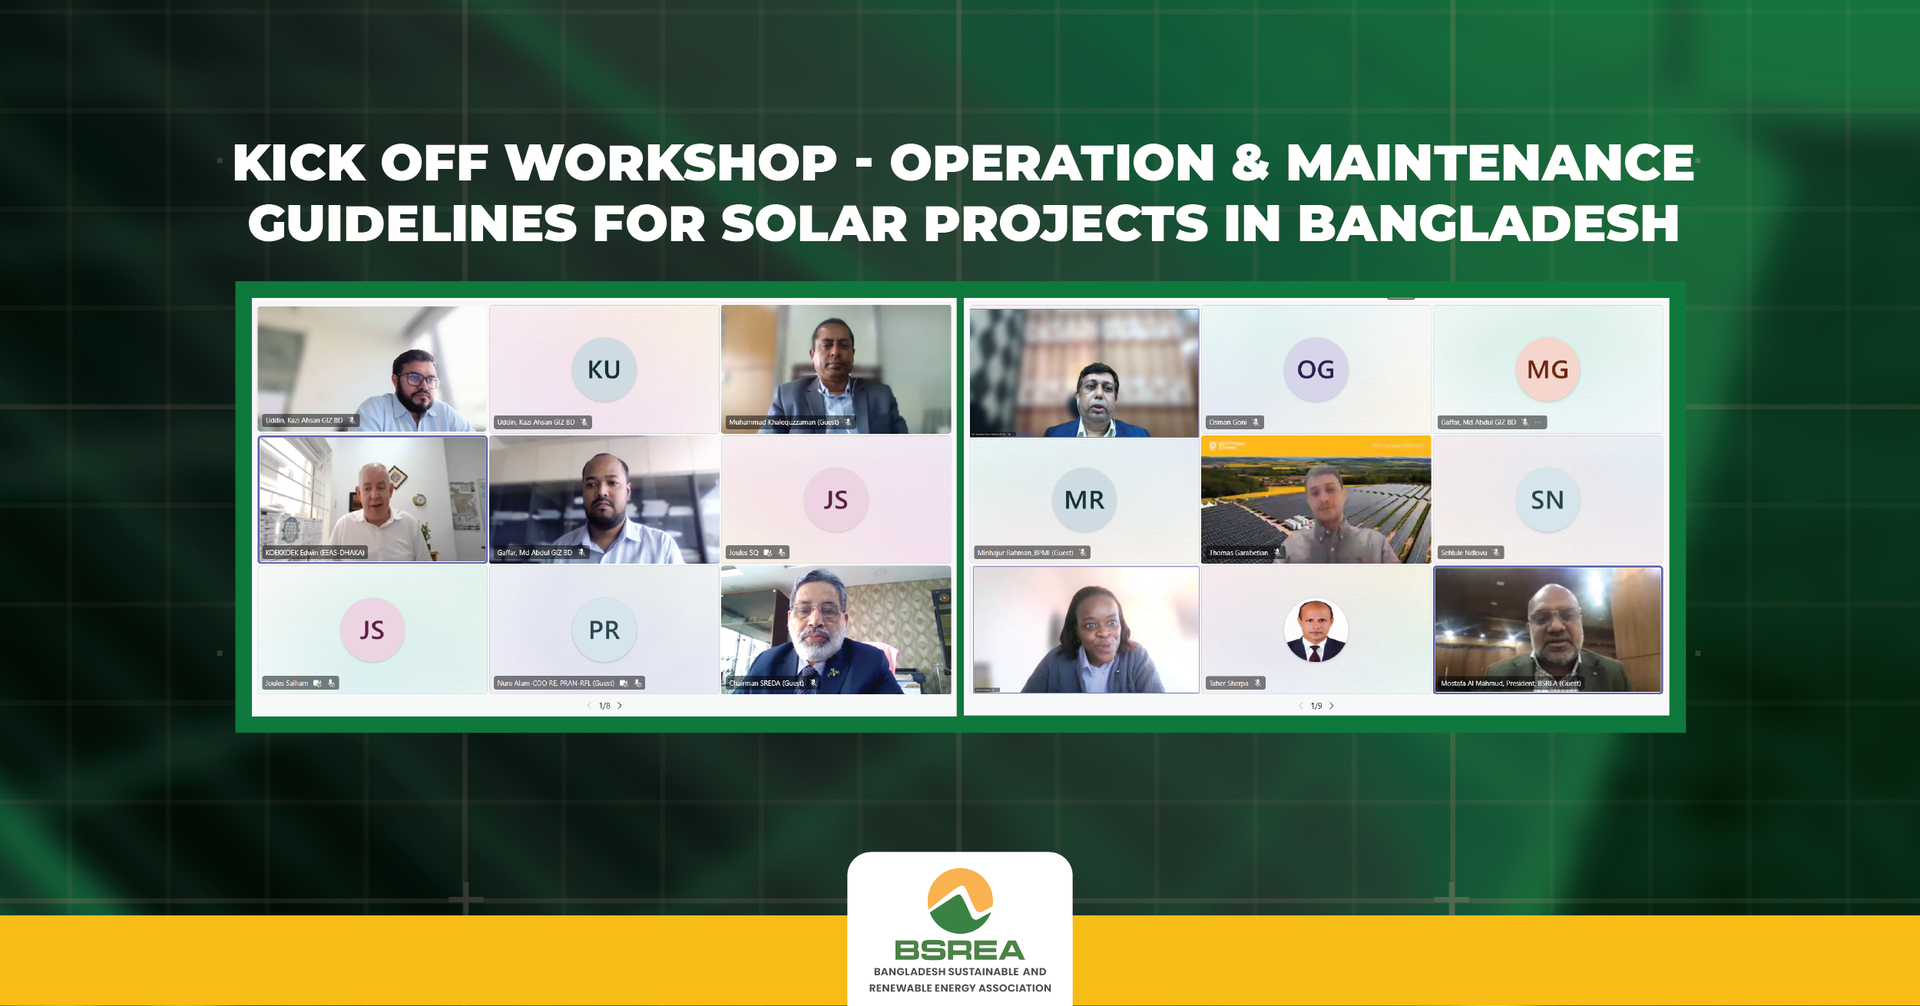 KICK OFF WORKSHOP - OPERATION & MAINTENANCE
GUIDELINES FOR SOLAR PROJECTS IN BANGLADESH
Uddin, Kazi Ahsan GIZ BD
KU
Uddin, Kazi Ahsan GIZ BD
Muhammad Khalequzzaman (Guest)
KOEKKOEK Edwin (EEAS-DHAKA)
Gaffar, Md Abdul GIZ BD
JS
Joules SQ
JS
Joules Salham
PR
Nure Alam-COO RE, PRAN-RFL (Guest)
Chairman SREDA (Guest)
1/8
OG
Osman Goni
MG
Gaffar, Md Abdul GIZ BD
MR
Minhajur Rahman_BPMI (Guest)
Thomas Garabetian
SN
Sehlule Ndlovu
Taher Sherpa
Mostafa Al Mahmud, President, BSREA (Guest)
1/9
BSREA
BANGLADESH SUSTAINABLE AND
RENEWABLE ENERGY ASSOCIATION